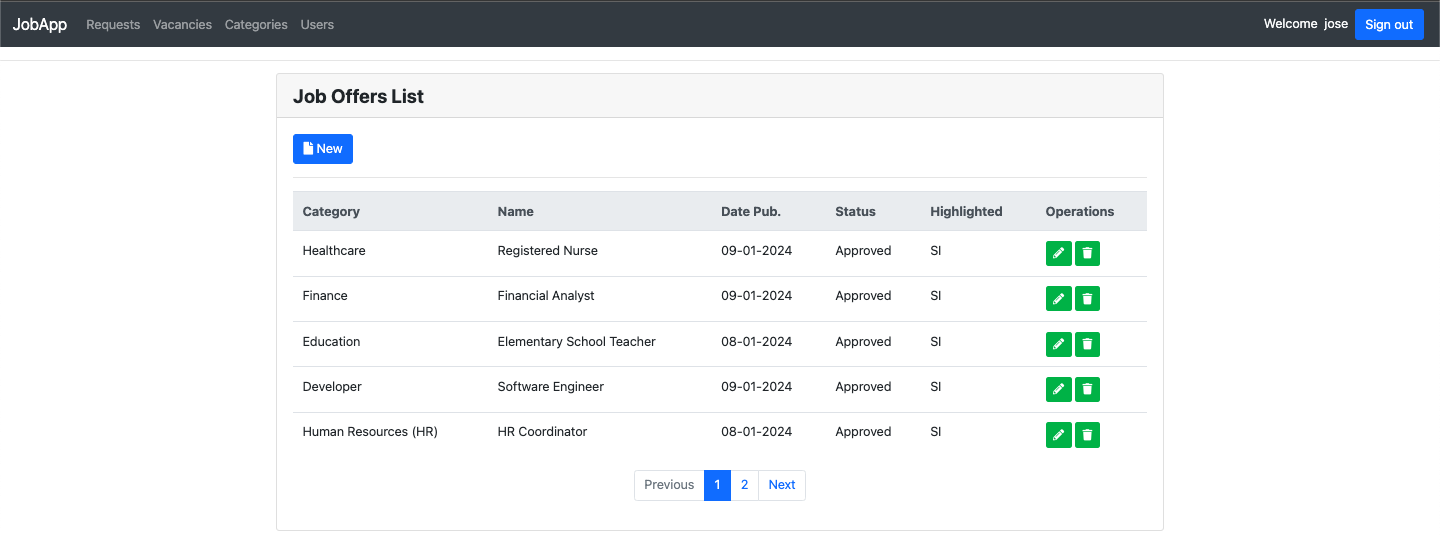 JobApp Requests Vacancies Categories Users Welcome jose Sign out
Job Offers List
New
Category Name Date Pub. Status Highlighted Operations
Healthcare Registered Nurse 09-01-2024 Approved SI
Finance Financial Analyst 09-01-2024 Approved SI
Education Elementary School Teacher 08-01-2024 Approved SI
Developer Software Engineer 09-01-2024 Approved SI
Human Resources (HR) HR Coordinator 08-01-2024 Approved SI
Previous 1 2 Next